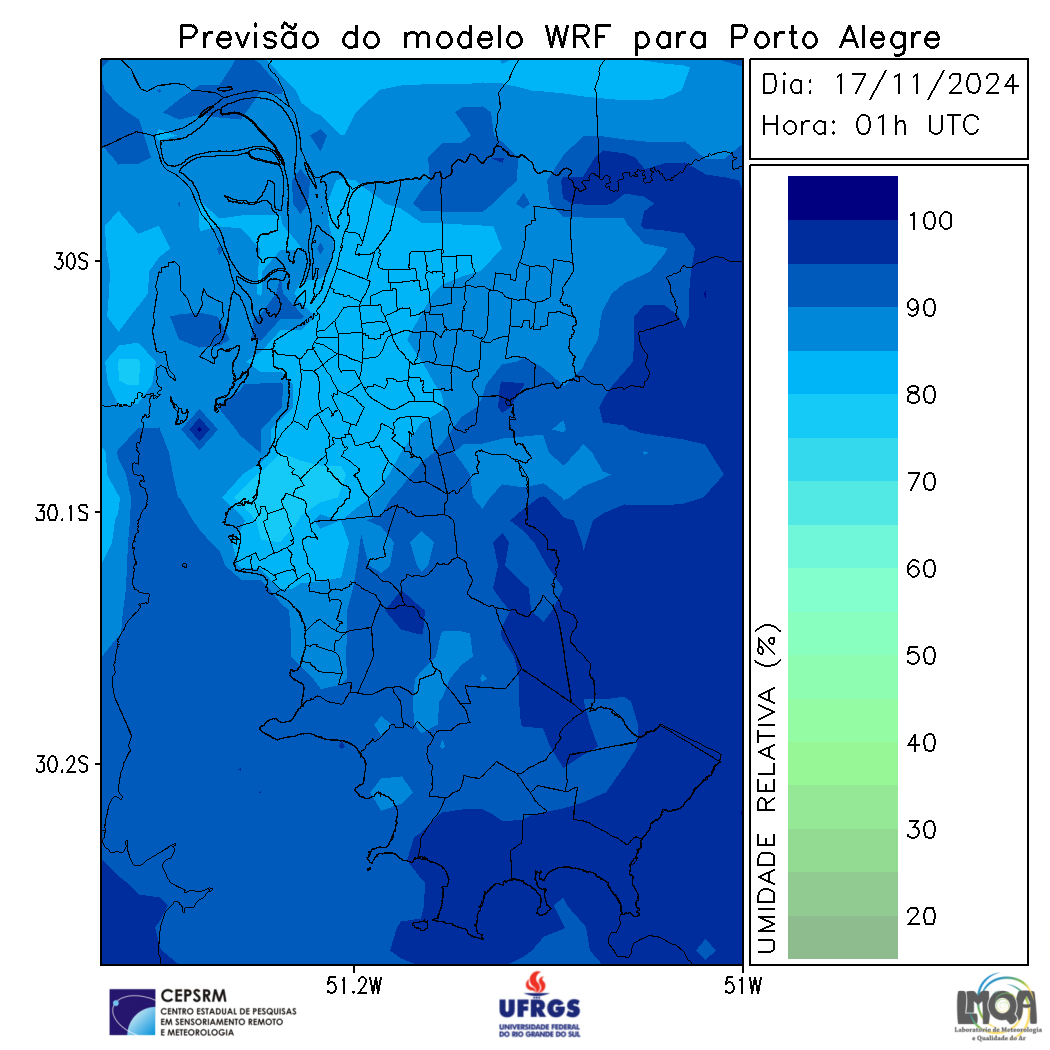 Previsão do modelo WRF para Porto Alegre
Dia: 17/11/2024
Hora: 01h UTC
30S
30.1S
30.2S
51.2W
51W
UMIDADE RELATIVA (%)
100
90
80
70
60
50
40
30
20
CEPSRM
CENTRO ESTADUAL DE PESQUISAS
EM SENSORIAMENTO REMOTO
E METEOROLOGIA
UFRGS
UNIVERSIDADE FEDERAL
DO RIO GRANDE DO SUL
LMQA
Laboratório de Meteorologia
e Qualidade do Ar